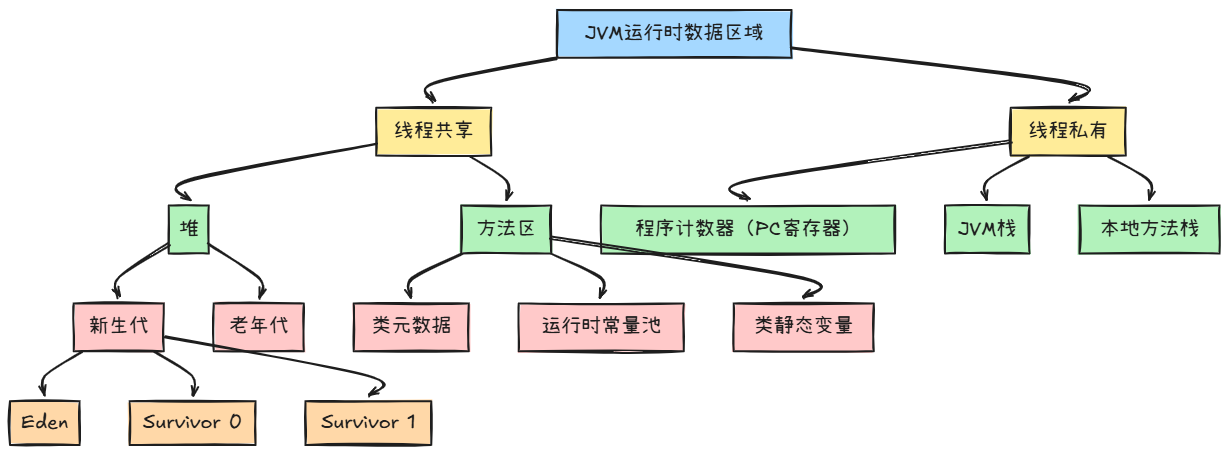 JVM运行时数据区域
线程共享
线程私有
堆
方法区
程序计数器（PC寄存器）
JVM栈
本地方法栈
新生代
老年代
类元数据
运行时常量池
类静态变量
Eden
Survivor 0
Survivor 1